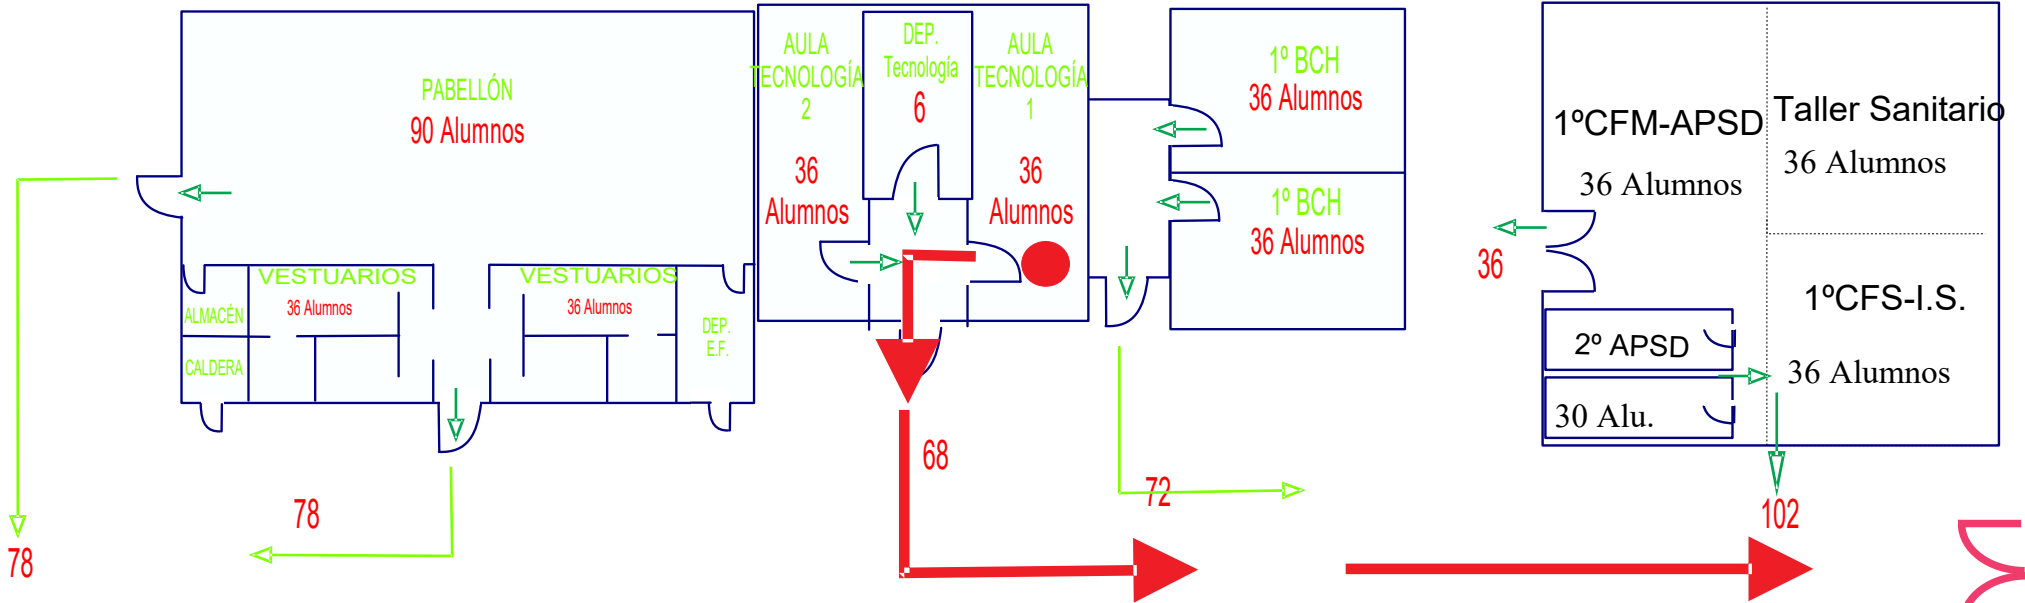 PABELLÓN
90 Alumnos
VESTUARIOS
36 Alumnos
VESTUARIOS
36 Alumnos
ALMACÉN
CALDERA
DEP.
E.F.
78
78
AULA
TECNOLOGÍA
2
36
Alumnos
DEP.
Tecnología
6
AULA
TECNOLOGÍA
1
36
Alumnos
68
1º BCH
36 Alumnos
1º BCH
36 Alumnos
72
1ºCFM-APSD
36 Alumnos
Taller Sanitario
36 Alumnos
36
1ºCFS-I.S.
36 Alumnos
2º APSD
30 Alu.
102